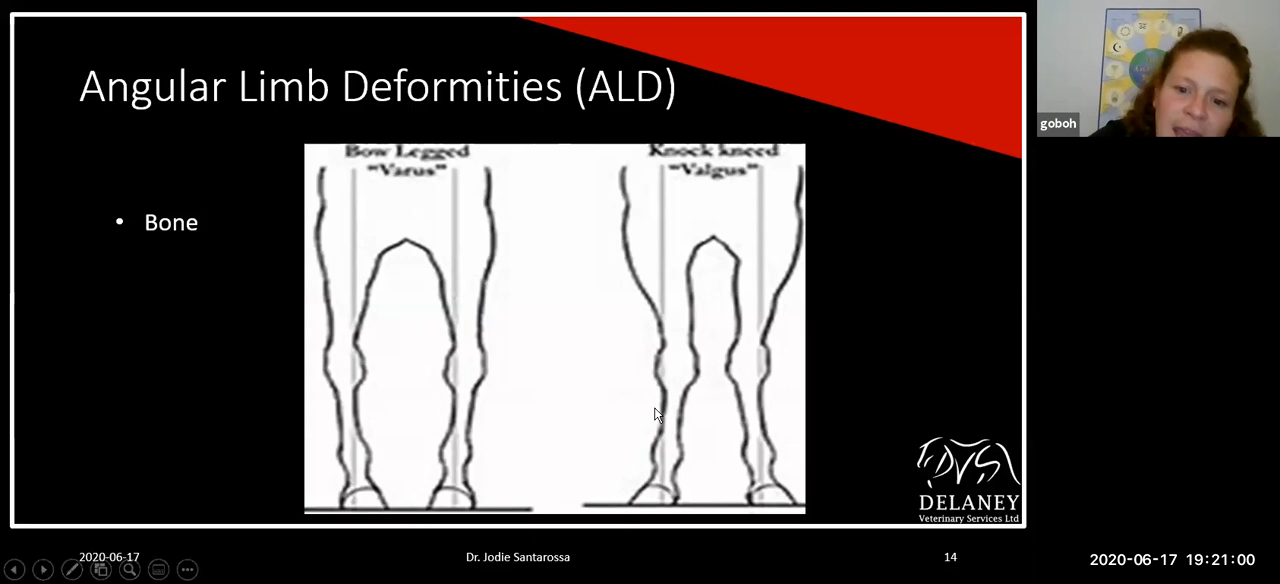 Angular Limb Deformities (ALD)
goboh
Bow Legged
"Varus"
Knock kneed
"Valgus"
• Bone
DVS
DELANEY
Veterinary Services Ltd
2020-06-17
Dr. Jodie Santarossa
14
2020-06-17 19:21:00